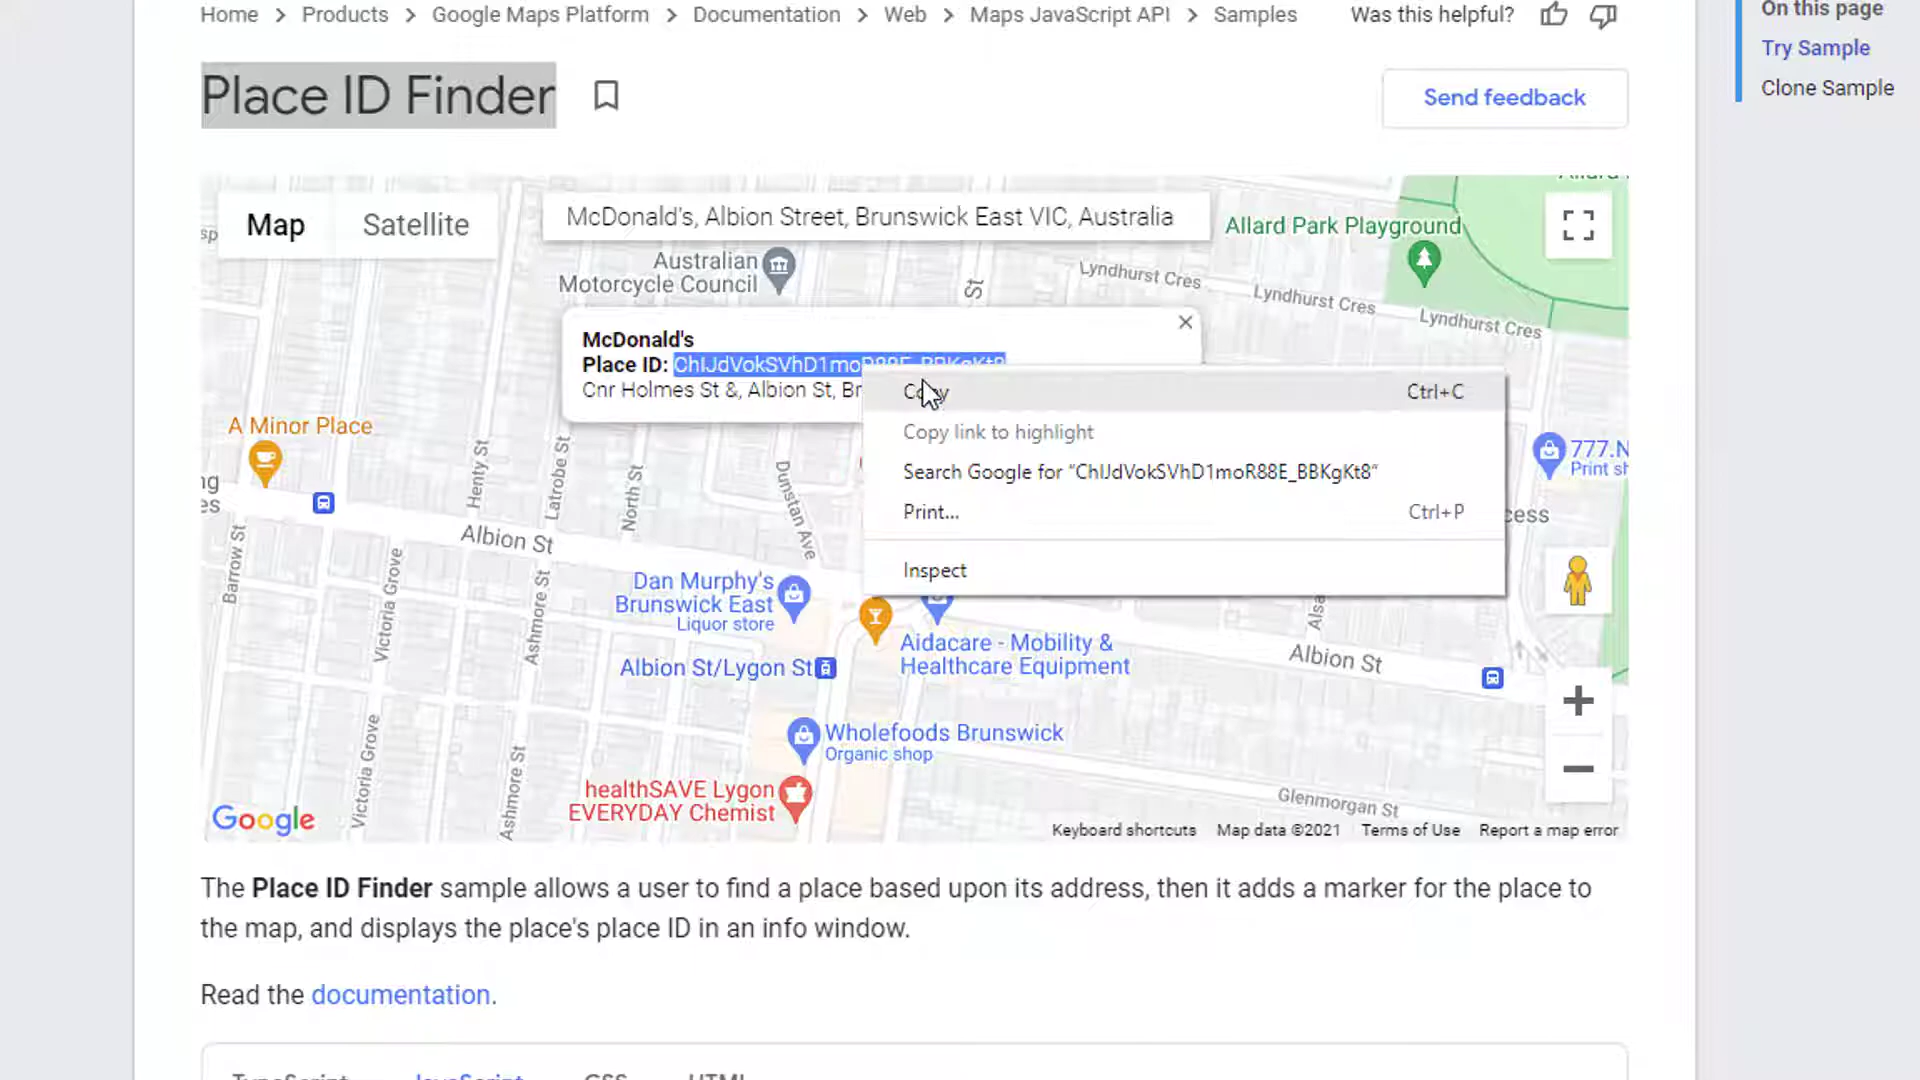 Home > Products > Google Maps Platform > Documentation > Web > Maps JavaScript API > Samples
Was this helpful?
On this page
Try Sample
Clone Sample
Place ID Finder
Send feedback
Map
Satellite
McDonald's, Albion Street, Brunswick East VIC, Australia
Allard Park Playground
Australian
Motorcycle Council
St
Lyndhurst Cres
Lyndhurst Cres
Lyndhurst Cres
McDonald's
Place ID: ChIJdVokSVhD1moR88E_BBKgKt8
Cnr Holmes St &, Albion St, Br
Copy Ctrl+C
Copy link to highlight
Search Google for “ChIJdVokSVhD1moR88E_BBKgKt8”
Print... Ctrl+P
Inspect
A Minor Place
777.N
Print sh
Henty St
Latrobe St
North St
Dunstan Ave
Albion St
Barrow St
Victoria Grove
Ashmore St
Dan Murphy's
Brunswick East
Liquor store
Aidacare - Mobility &
Healthcare Equipment
Albion St/Lygon St
Albion St
Wholefoods Brunswick
Organic shop
Victoria Grove
Ashmore St
healthSAVE Lygon
EVERYDAY Chemist
Glenmorgan St
Google
Keyboard shortcuts
Map data ©2021
Terms of Use
Report a map error
The Place ID Finder sample allows a user to find a place based upon its address, then it adds a marker for the place to
the map, and displays the place's place ID in an info window.
Read the documentation.
TypeScript JavaScript CSS HTML